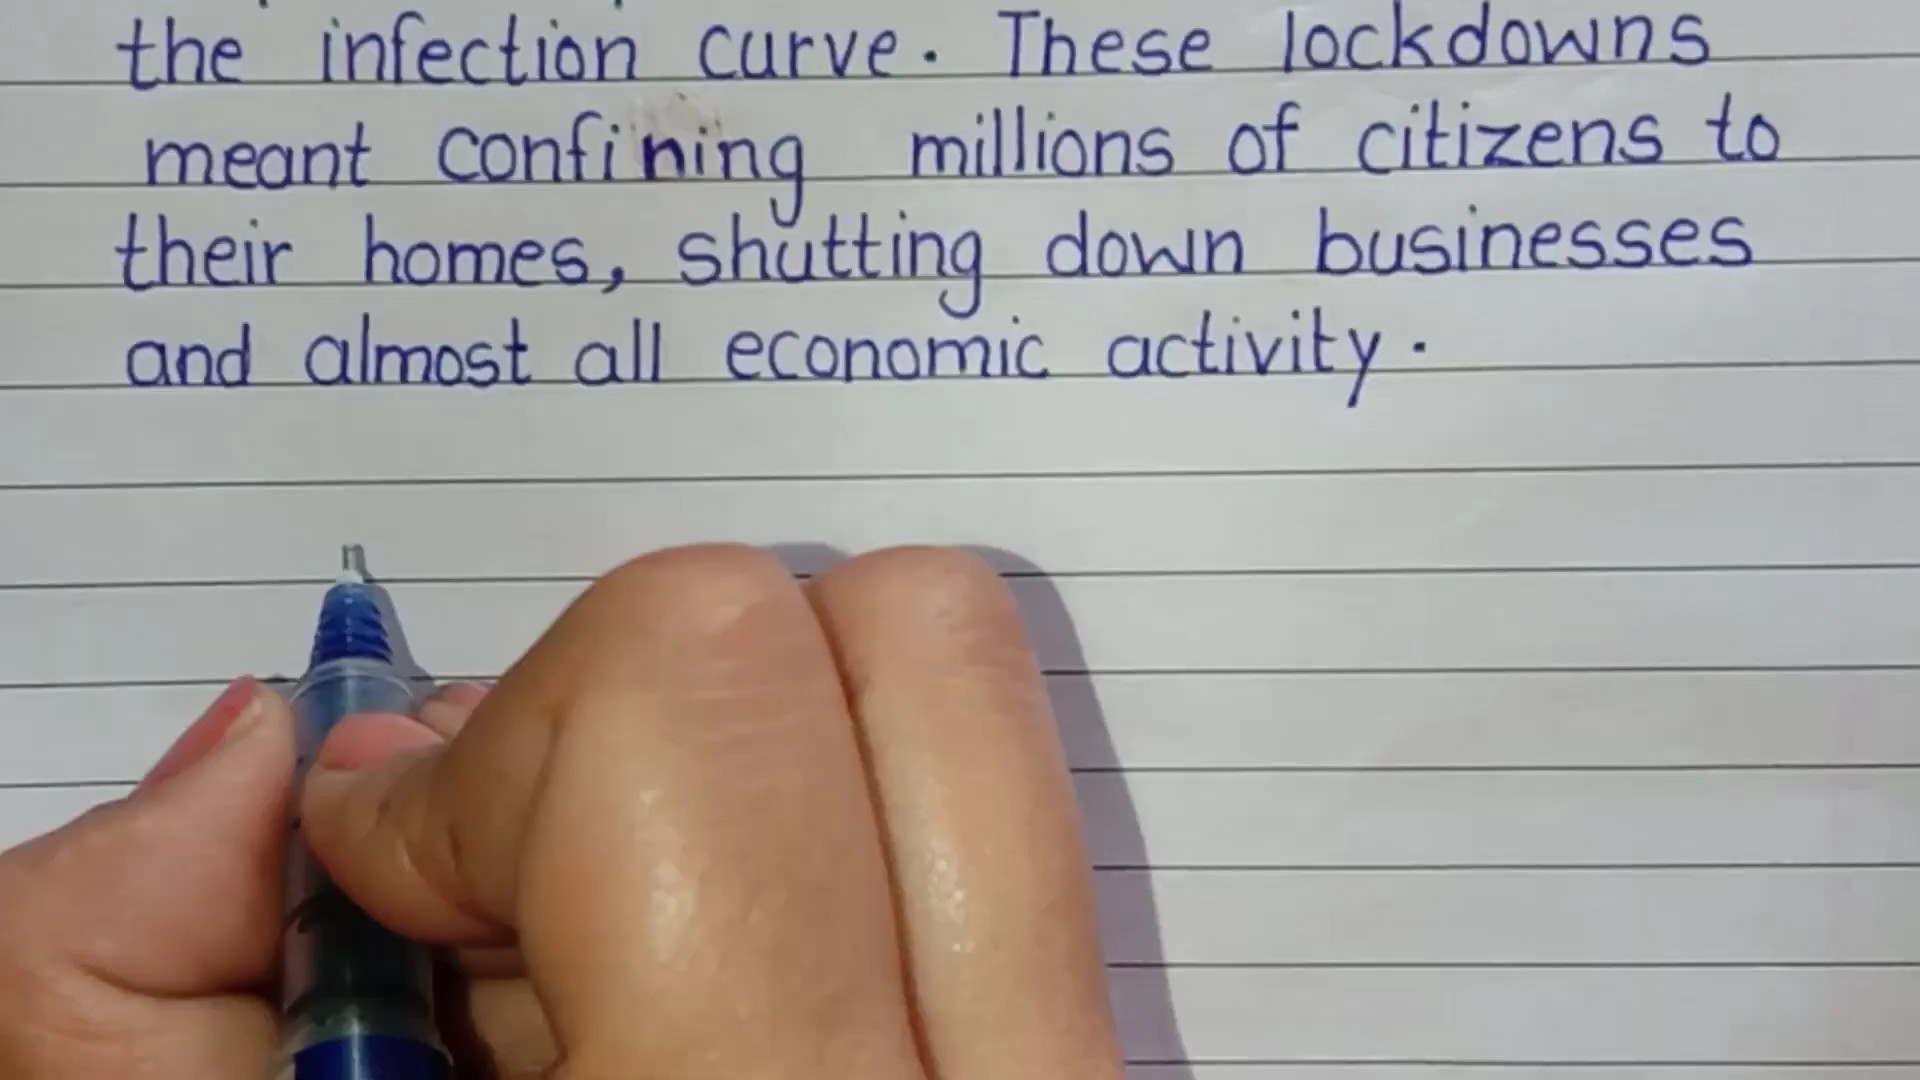 the infection curve. These lockdowns
meant confining millions of citizens to
their homes, shutting down businesses
and almost all economic activity.